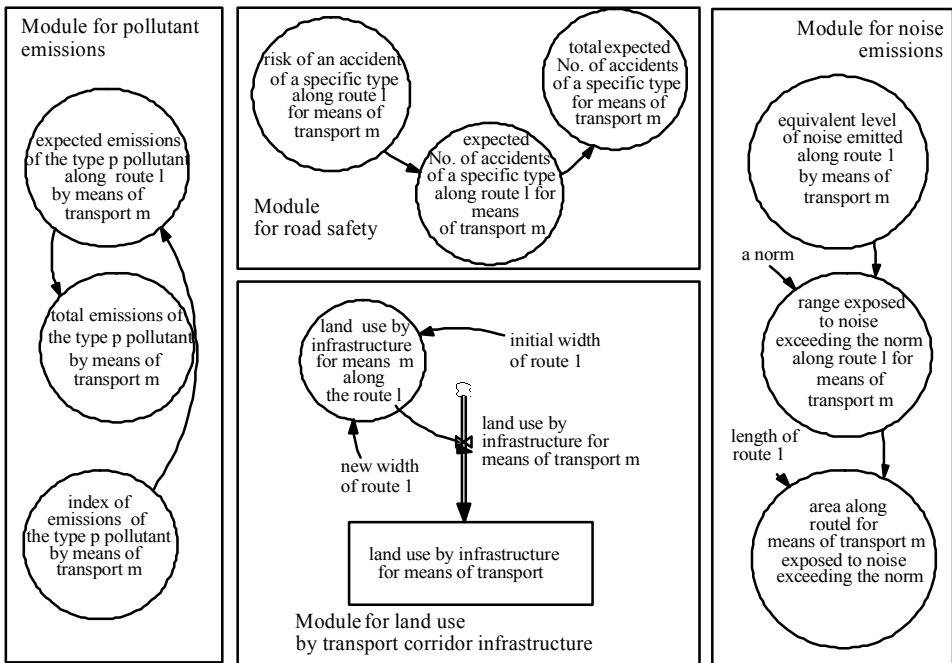 Module for pollutant
emissions
expected emissions
of the type p pollutant
along route l
by means of
transport m
total emissions of
the type p pollutant
by means of
transport m
index of
emissions of
the type p pollutant
by means of
transport m
risk of an accident
of a specific type
along route l
for means of
transport m
expected
No. of accidents
of a specific type
along route l for
means
of transport m
total expected
No. of accidents
of a specific type
for means of
transport m
Module
for road safety
land use by
infrastructure
for means m
along
the route l
initial width
of route 1
new width
of route 1
land use by
infrastructure for
means of transport m
land use by infrastructure
for means of transport
Module for land use
by transport corridor infrastructure
Module for noise
emissions
equivalent level
of noise emitted
along route 1
by means of
transport m
a norm
range exposed
to noise
exceeding the norm
along route l for
means of
transport m
length of
route 1
area along
routel for
means of transport m
exposed to noise
exceeding the norm